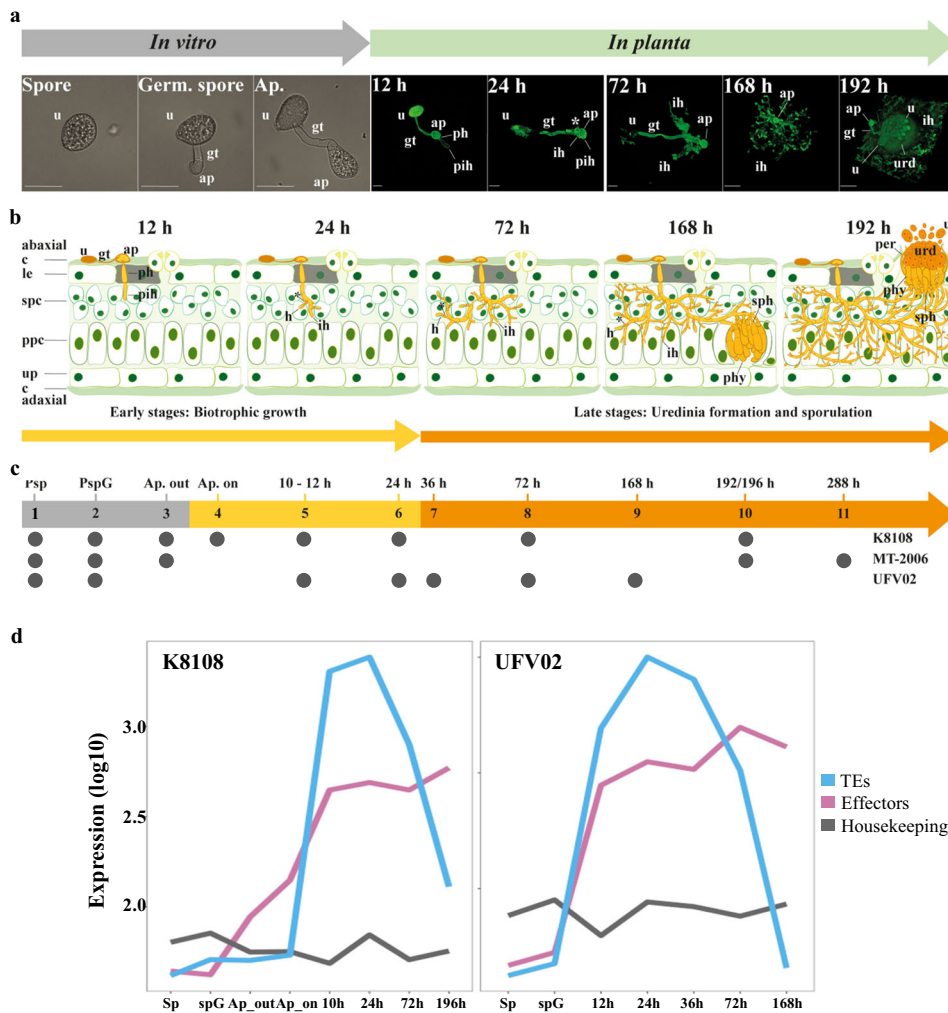 a
In vitro
In planta
Spore
Germ. spore
Ap.
12 h
24 h
72 h
168 h
192 h
u
u
gt
ap
u
gt
ap
u
gt
ap
ph
pih
gt
*
ap
ih
pih
ih
gt
ap
ih
ap
ih
ap
gt
u
u
ih
urd
b
12 h
24 h
72 h
168 h
192 h
abaxial
c
le
spc
ppc
up
c
adaxial
u
gt
ap
ph
pih
*
h
ih
*
h
ih
*
h
ih
sph
phy
per
urd
phy
sph
Early stages: Biotrophic growth
Late stages: Uredinia formation and sporulation
c
Psp
PspG
Ap. out
Ap. on
10 - 12 h
24 h
36 h
72 h
168 h
192/196 h
288 h
1
2
3
4
5
6
7
8
9
10
11
K8108
MT-2006
UFV02
d
K8108
UFV02
Expression (log10)
3.0
2.5
2.0
TEs
Effectors
Housekeeping
Sp
spG
Ap_out
Ap_on
10h
24h
72h
196h
Sp
spG
12h
24h
36h
72h
168h